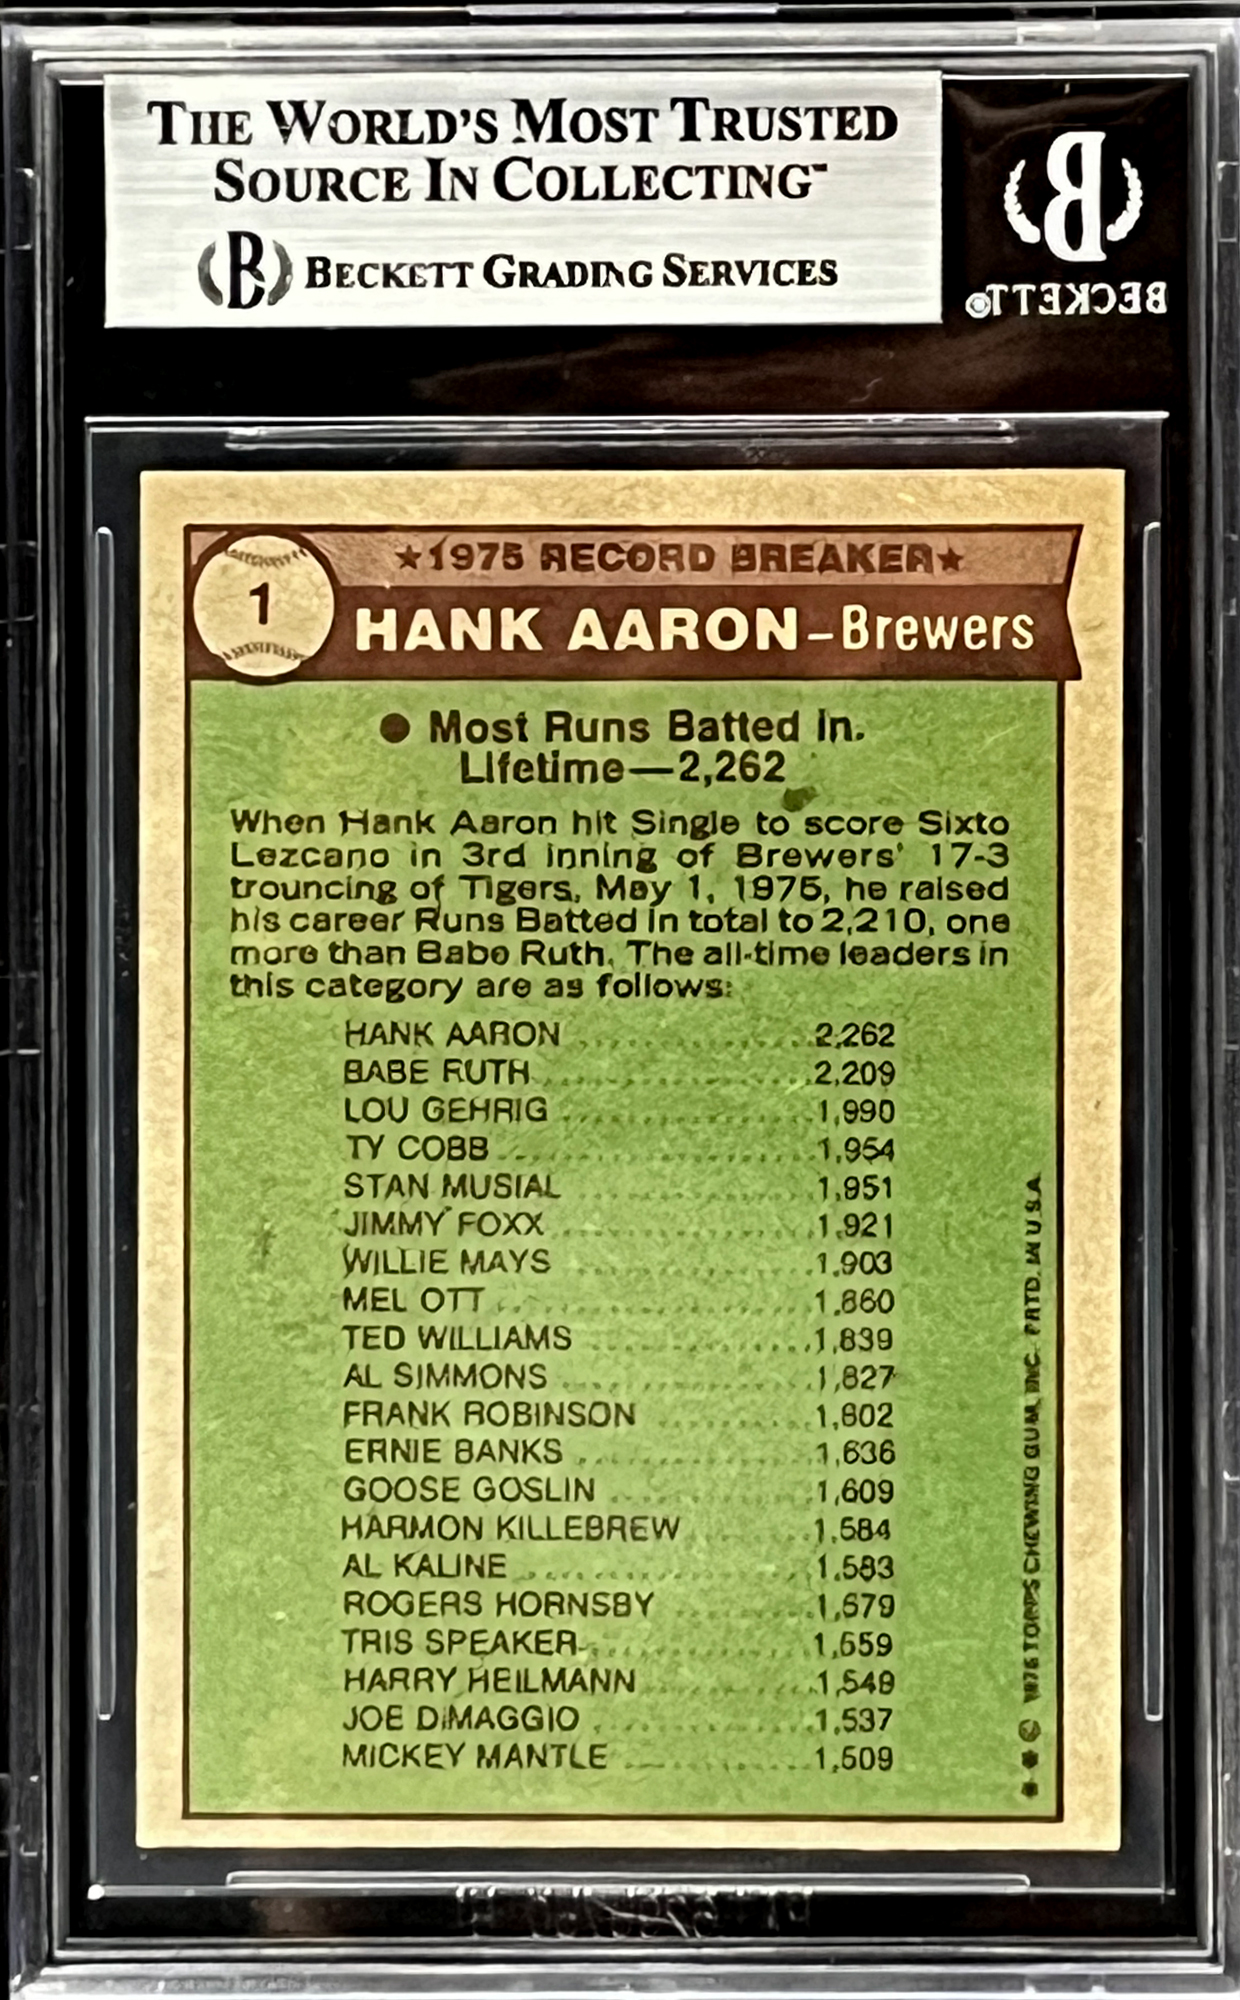 THE WORLD'S MOST TRUSTED
SOURCE IN COLLECTING™
B BECKETT GRADING SERVICES
B
BECKETT®
★1975 RECORD BREAKER★
1
HANK AARON–Brewers
● Most Runs Batted In.
Lifetime—2,262
When Hank Aaron hit Single to score Sixto
Lezcano in 3rd inning of Brewers' 17-3
trouncing of Tigers, May 1, 1975, he raised
his career Runs Batted In total to 2,210, one
more than Babe Ruth. The all-time leaders in
this category are as follows:
HANK AARON 2,262
BABE RUTH 2,209
LOU GEHRIG 1,990
TY COBB 1,954
STAN MUSIAL 1,951
JIMMY FOXX 1,921
WILLIE MAYS 1,903
MEL OTT 1,860
TED WILLIAMS 1,839
AL SIMMONS 1,827
FRANK ROBINSON 1,802
ERNIE BANKS 1,636
GOOSE GOSLIN 1,609
HARMON KILLEBREW 1,584
AL KALINE 1,583
ROGERS HORNSBY 1,579
TRIS SPEAKER 1,559
HARRY HEILMANN 1,549
JOE DiMAGGIO 1,537
MICKEY MANTLE 1,509
✱ ✱ © 1976 TOPPS CHEWING GUM, INC. PRTD. IN U.S.A.